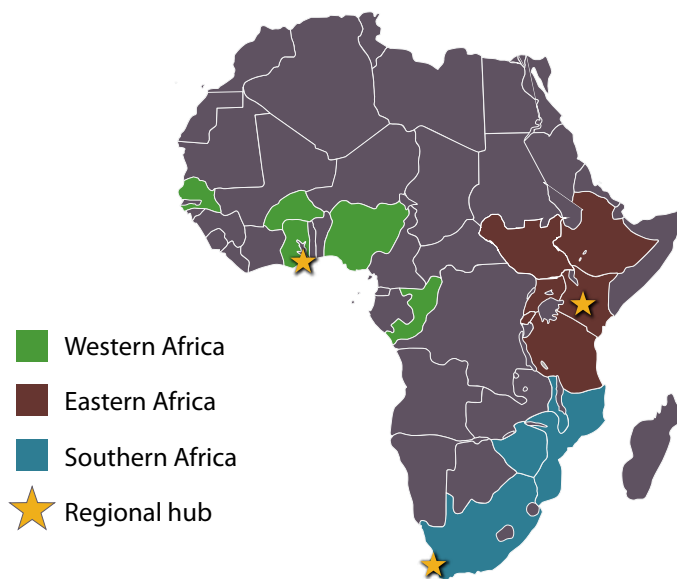 Western Africa
Eastern Africa
Southern Africa
Regional hub